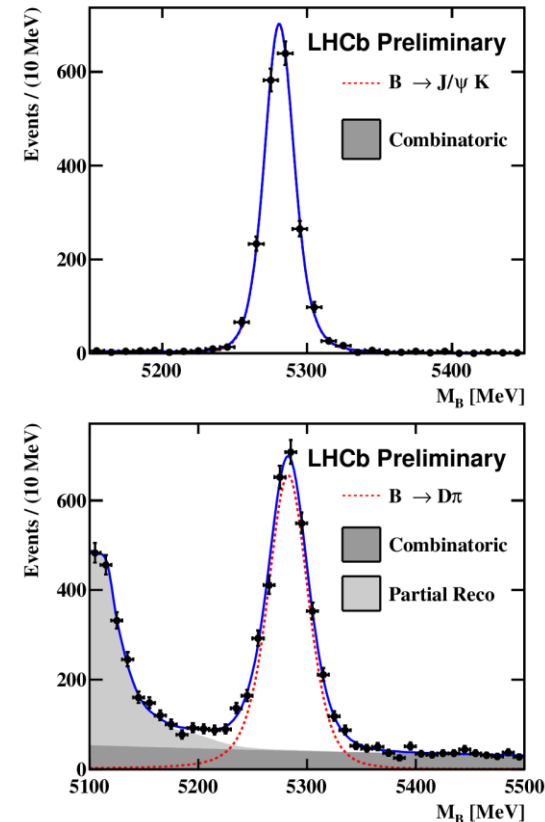 Events / (10 MeV)
600
400
200
0
LHCb Preliminary
B → J/ψ K
Combinatoric
5200 5300 5400
M_B [MeV]
Events / (10 MeV)
600
400
200
0
LHCb Preliminary
B → Dπ
Combinatoric
Partial Reco
5100 5200 5300 5400 5500
M_B [MeV]